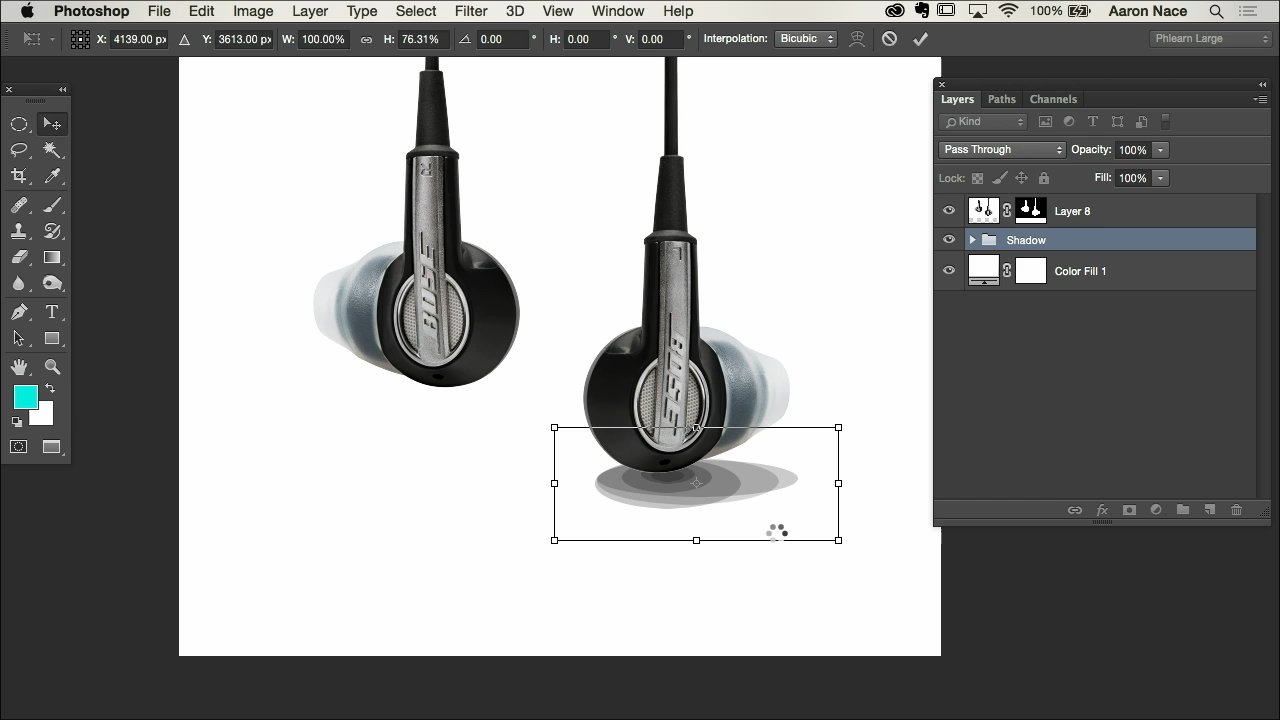 Photoshop File Edit Image Layer Type Select Filter 3D View Window Help 100% Aaron Nace
X: 4139.00 px Y: 3613.00 px W: 100.00% H: 76.31% 0.00 ° H: 0.00 ° V: 0.00 ° Interpolation: Bicubic Phlearn Large
Layers Paths Channels
Kind
Pass Through Opacity: 100%
Lock: Fill: 100%
Layer 8
Shadow
Color Fill 1
R
BOSE
L
BOSE